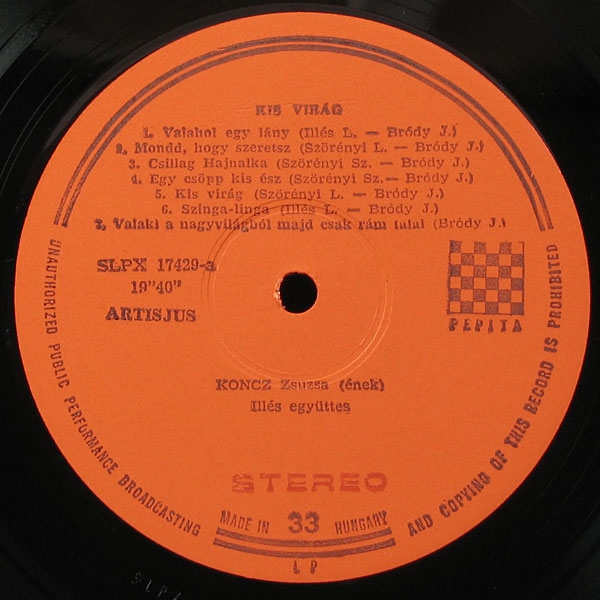 KIS VIRÁG
1. Valahol egy lány (Illés L. — Bródy J.)
2. Mondd, hogy szeretsz (Szörényi L. — Bródy J.)
3. Csillag Hajnalka (Szörényi Sz. — Bródy J.)
4. Egy csöpp kis ész (Szörényi Sz.— Bródy J.)
5. Kis virág (Szörényi L. — Bródy J.)
6. Szinga-linga (Illés L. — Bródy J.)
7. Valaki a nagyvilágból majd csak rám talál (Bródy J.)
SLPX 17429-a
19"40"
ARTISJUS
PEPITA
KONCZ Zsuzsa (ének)
Illés együttes
STEREO
MADE IN 33 HUNGARY
LP
UNAUTHORIZED PUBLIC PERFORMANCE BROADCASTING
AND COPYING OF THIS RECORD IS PROHIBITED